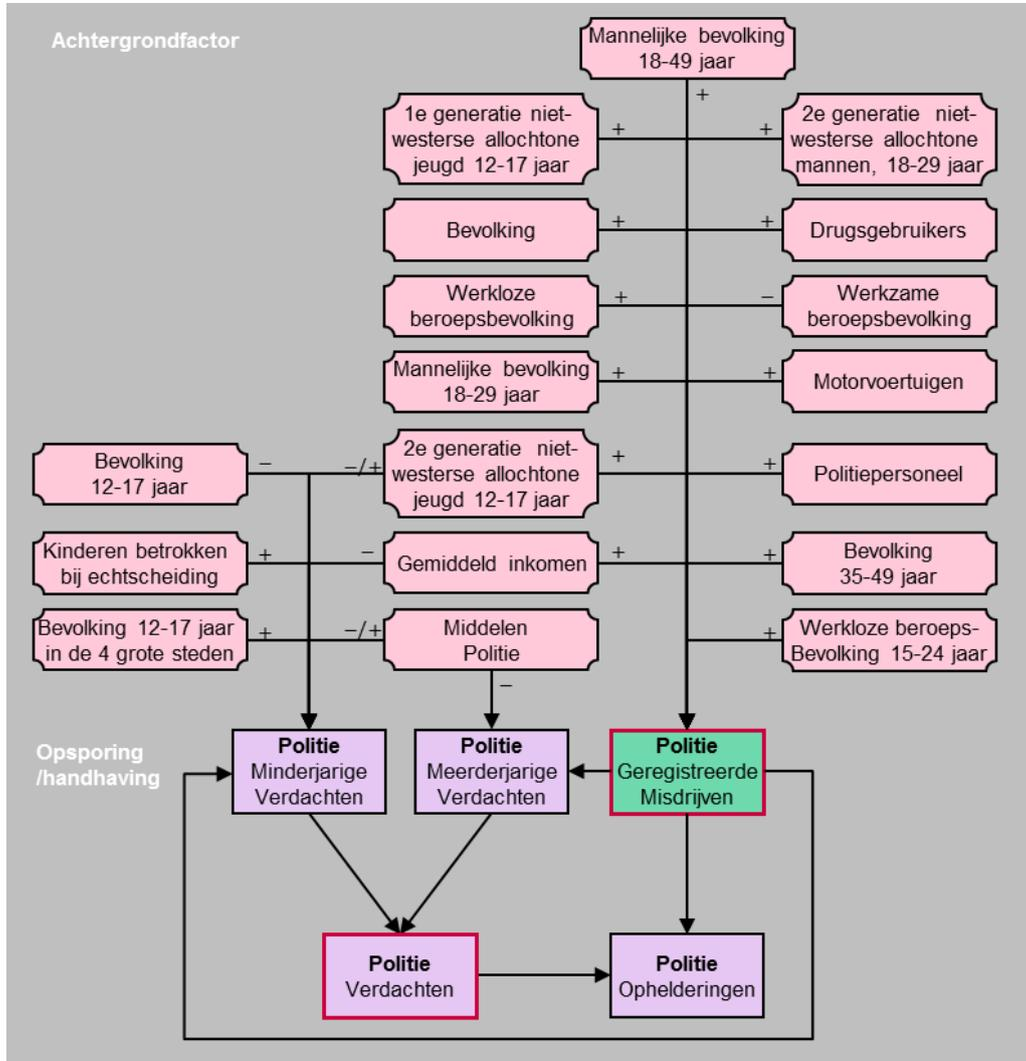 Achtergrondfactor
Mannelijke bevolking
18-49 jaar
+
1e generatie niet-
westerse allochtone
jeugd 12-17 jaar
+
+
2e generatie niet-
westerse allochtone
mannen, 18-29 jaar
Bevolking
+
+
Drugsgebruikers
Werkloze
beroepsbevolking
+
−
Werkzame
beroepsbevolking
Mannelijke bevolking
18-29 jaar
+
+
Motorvoertuigen
Bevolking
12-17 jaar
−
−/+
2e generatie niet-
westerse allochtone
jeugd 12-17 jaar
+
+
Politiepersoneel
Kinderen betrokken
bij echtscheiding
+
−
Gemiddeld inkomen
+
+
Bevolking
35-49 jaar
Bevolking 12-17 jaar
in de 4 grote steden
+
−/+
Middelen
Politie
−
+
Werkloze beroeps-
Bevolking 15-24 jaar
Opsporing
/handhaving
Politie
Minderjarige
Verdachten
Politie
Meerderjarige
Verdachten
Politie
Geregistreerde
Misdrijven
Politie
Verdachten
Politie
Ophelderingen